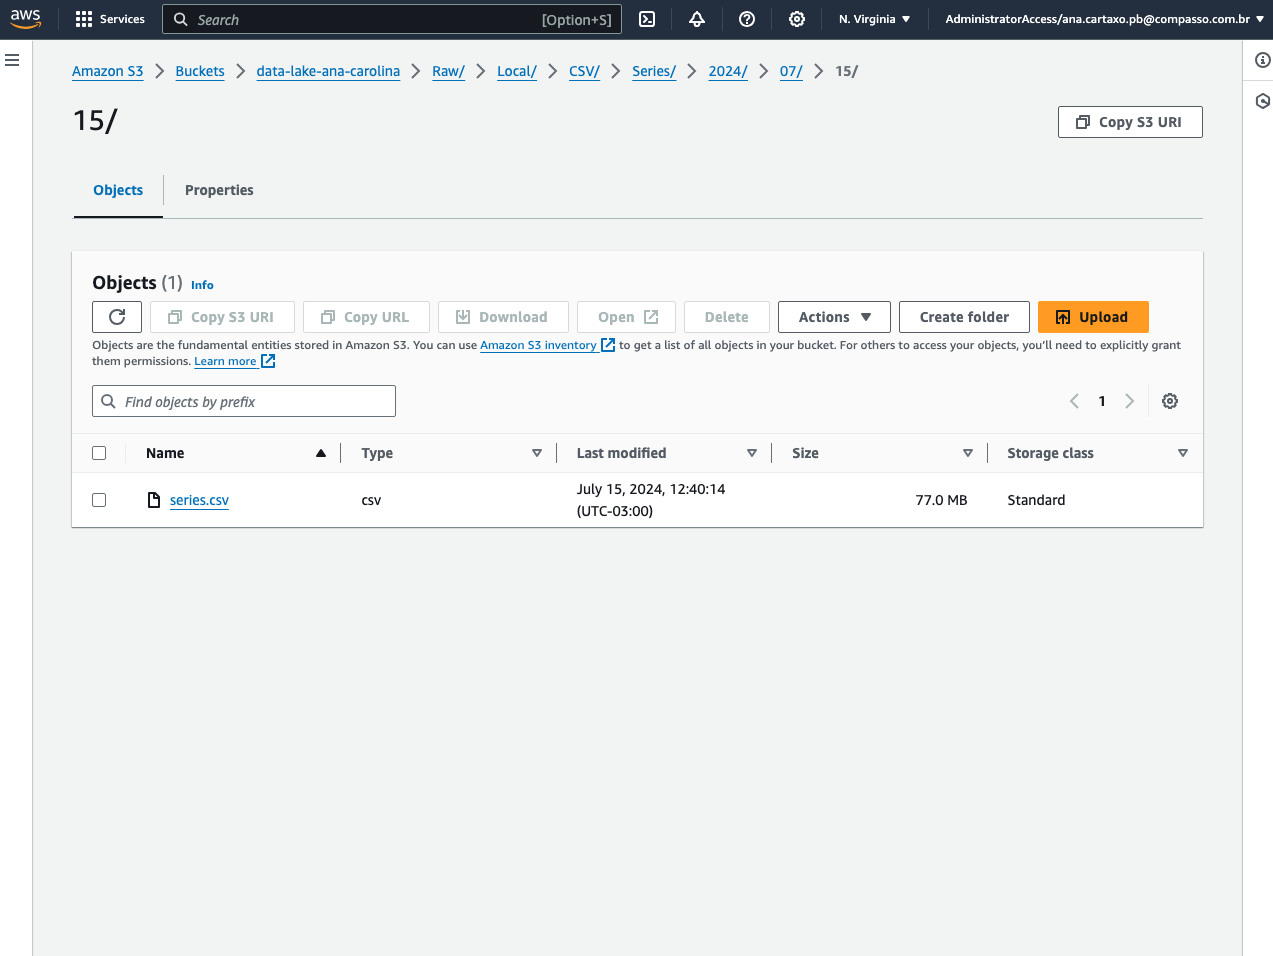 aws Services Search [Option+S] N. Virginia AdministratorAccess/ana.cartaxo.pb@compasso.com.br
Amazon S3 Buckets data-lake-ana-carolina Raw/ Local/ CSV/ Series/ 2024/ 07/ 15/
15/
Copy S3 URI
Objects Properties
Objects (1) Info
Copy S3 URI Copy URL Download Open Delete Actions Create folder Upload
Objects are the fundamental entities stored in Amazon S3. You can use Amazon S3 inventory to get a list of all objects in your bucket. For others to access your objects, you'll need to explicitly grant
them permissions. Learn more
Find objects by prefix 1
Name Type Last modified Size Storage class
series.csv csv July 15, 2024, 12:40:14 77.0 MB Standard
(UTC-03:00)